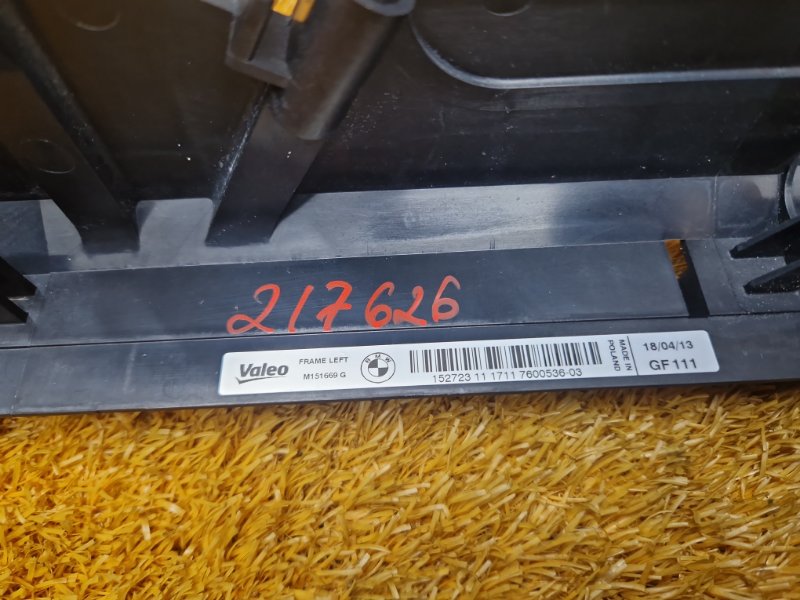 217626
Valeo
FRAME LEFT
M151669 G
BMW
152723 11 1711 7600536-03
MADE IN
POLAND
18/04/13
GF111